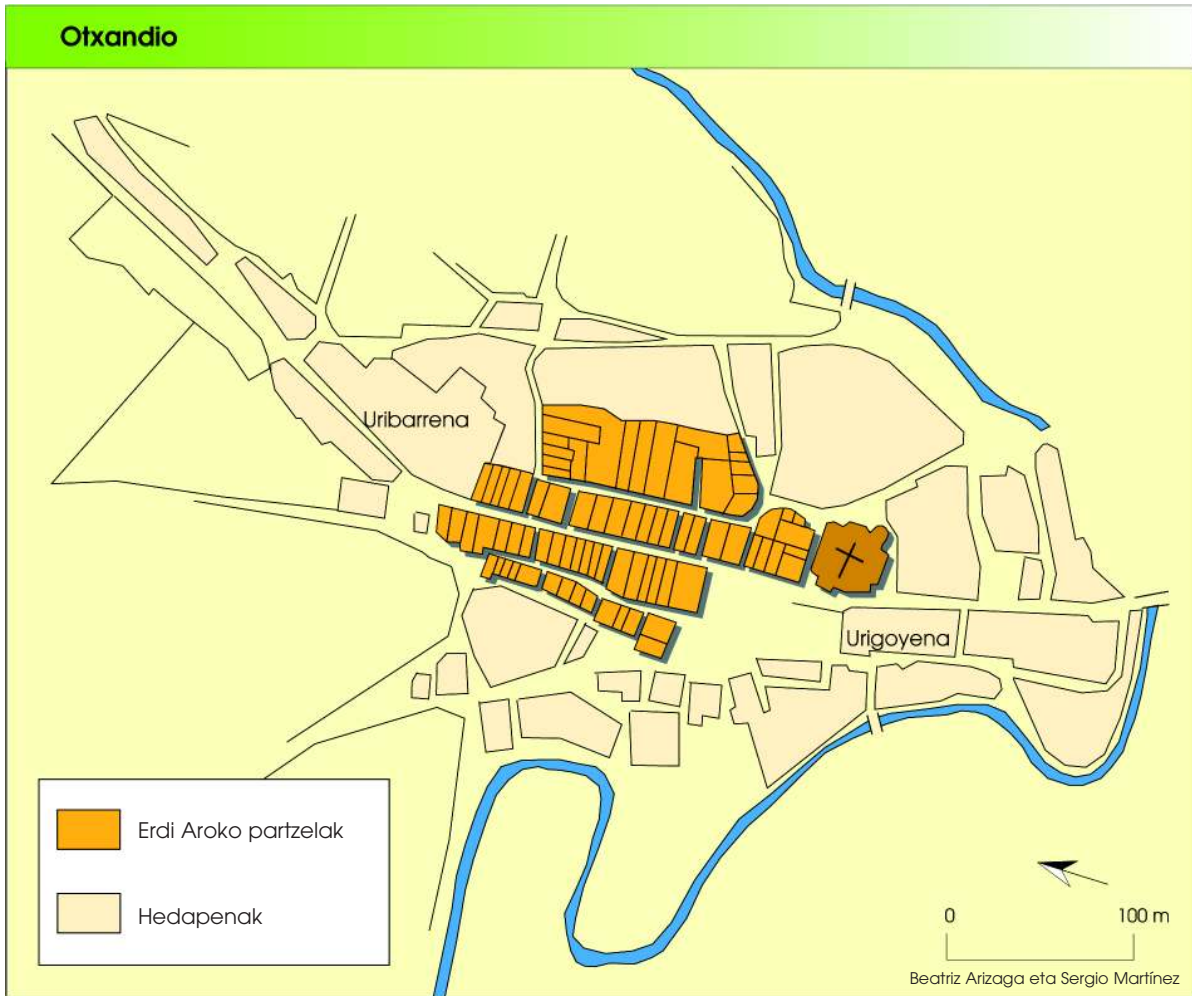 Otxandio
Uribarrena
Urigoyena
Erdi Aroko partzelak
Hedapenak
0 100 m
Beatriz Arizaga eta Sergio Martínez